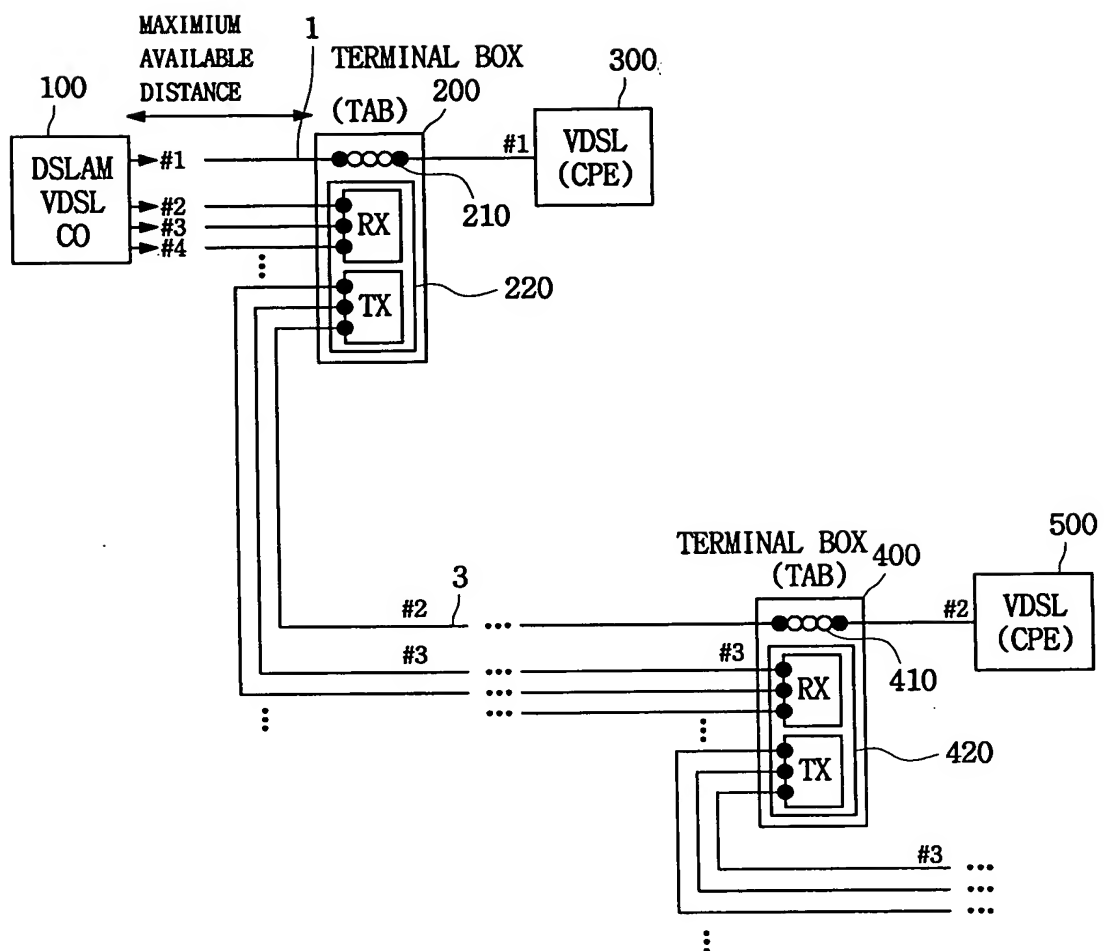 MAXIMIUM
AVAILABLE
DISTANCE
1
TERMINAL BOX
(TAB)
200
300
100
DSLAM
VDSL
CO
#1
#2
#3
#4
#1
VDSL
(CPE)
210
RX
220
TX
TERMINAL BOX
(TAB)
400
500
#2
3
#2
VDSL
(CPE)
#3
#3
410
RX
420
TX
#3